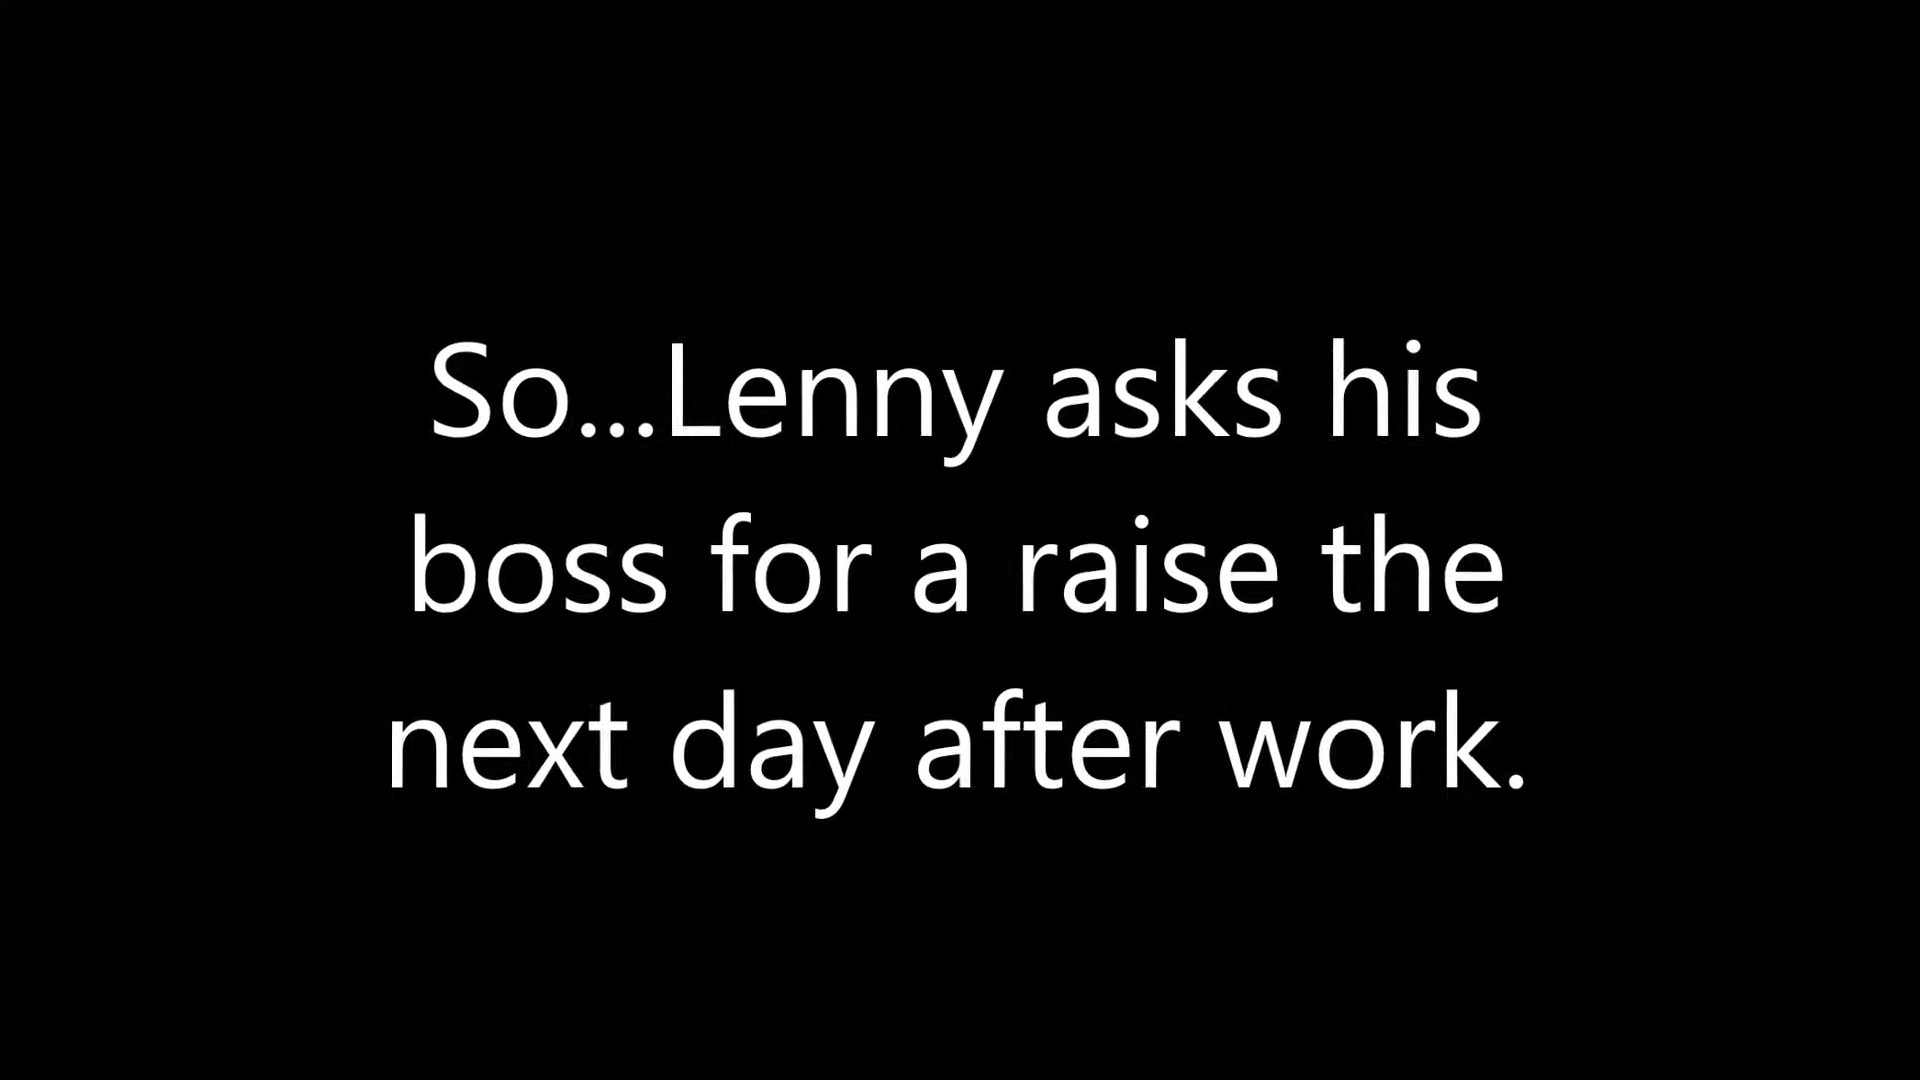 So...Lenny asks his
boss for a raise the
next day after work.